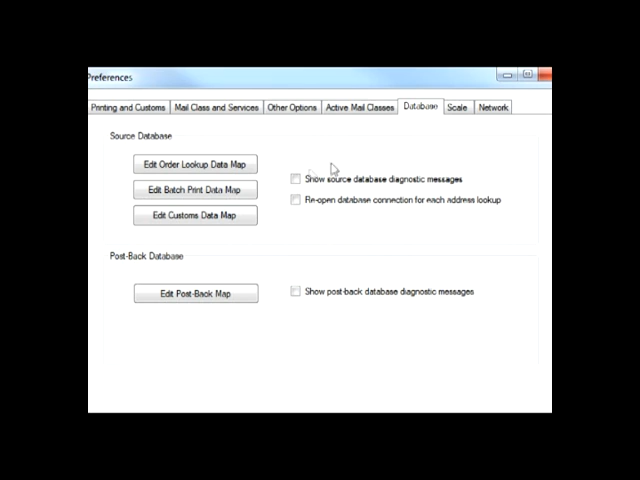 Preferences
Printing and Customs Mail Class and Services Other Options Active Mail Classes Database Scale Network
Source Database
Edit Order Lookup Data Map
Show source database diagnostic messages
Edit Batch Print Data Map
Re-open database connection for each address lookup
Edit Customs Data Map
Post-Back Database
Edit Post-Back Map
Show post-back database diagnostic messages